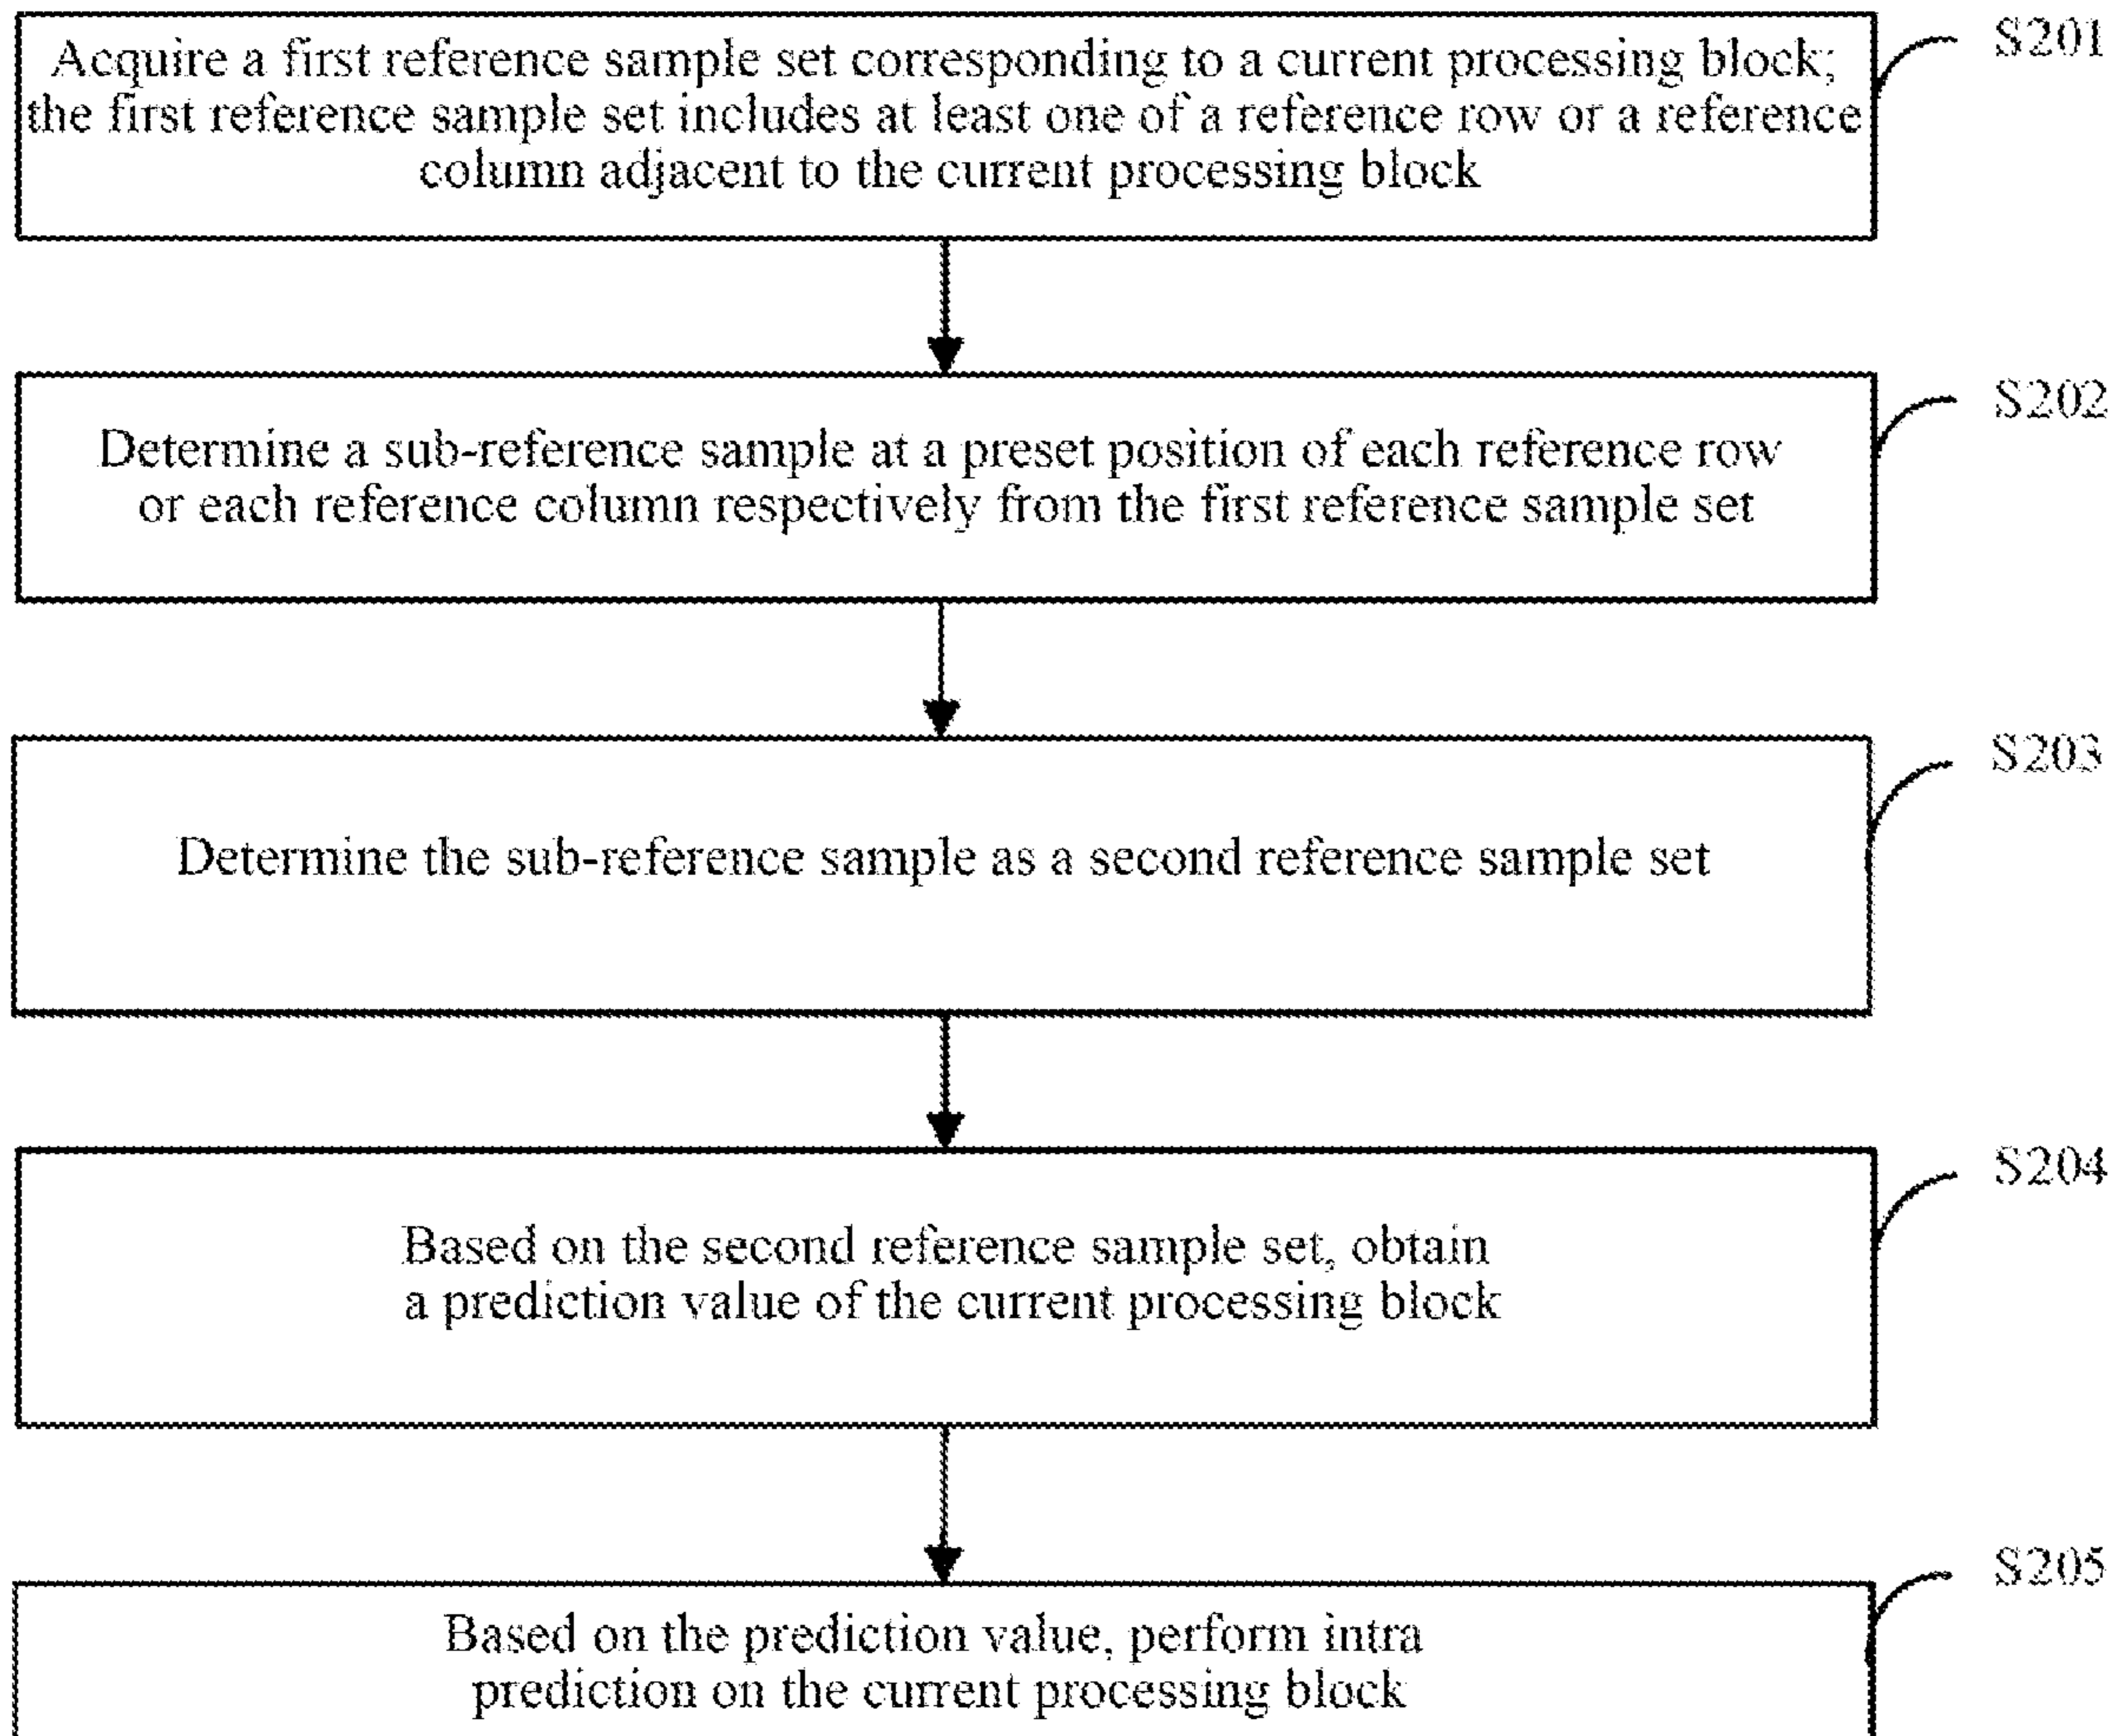 Acquire a first reference sample set corresponding to a current processing block;
the first reference sample set includes at least one of a reference row or a reference
column adjacent to the current processing block
S201
Determine a sub-reference sample at a preset position of each reference row
or each reference column respectively from the first reference sample set
S202
Determine the sub-reference sample as a second reference sample set
S203
Based on the second reference sample set, obtain
a prediction value of the current processing block
S204
Based on the prediction value, perform intra
prediction on the current processing block
S205